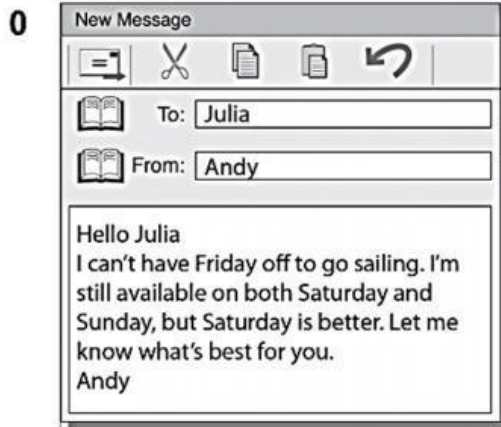 0
New Message
To: Julia
From: Andy
Hello Julia
I can't have Friday off to go sailing. I'm
still available on both Saturday and
Sunday, but Saturday is better. Let me
know what's best for you.
Andy